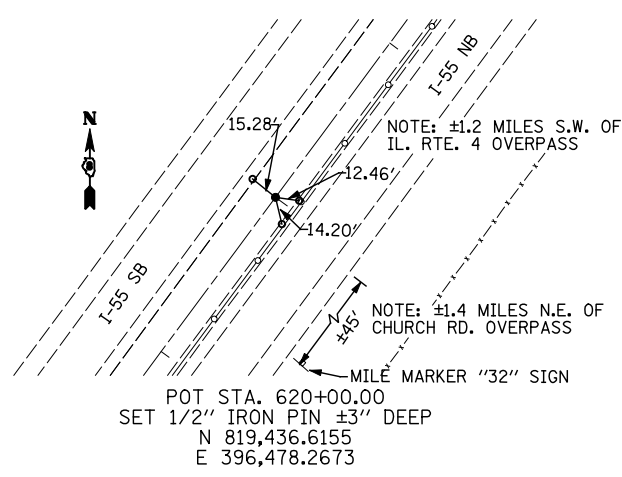 I-55 NB
N
15.28'
NOTE: ±1.2 MILES S.W. OF
IL. RTE. 4 OVERPASS
12.46'
14.20'
I-55 SB
±45'
NOTE: ±1.4 MILES N.E. OF
CHURCH RD. OVERPASS
MILE MARKER "32" SIGN
POT STA. 620+00.00
SET 1/2" IRON PIN ±3" DEEP
N 819,436.6155
E 396,478.2673